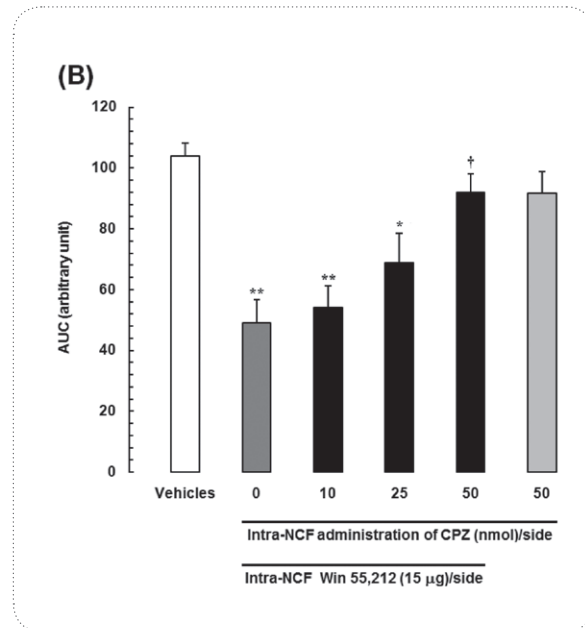 (B)
120
100
80
60
40
20
0
AUC (arbitrary unit)
** ** * †
Vehicles 0 10 25 50 50
Intra-NCF administration of CPZ (nmol)/side
Intra-NCF Win 55,212 (15 µg)/side